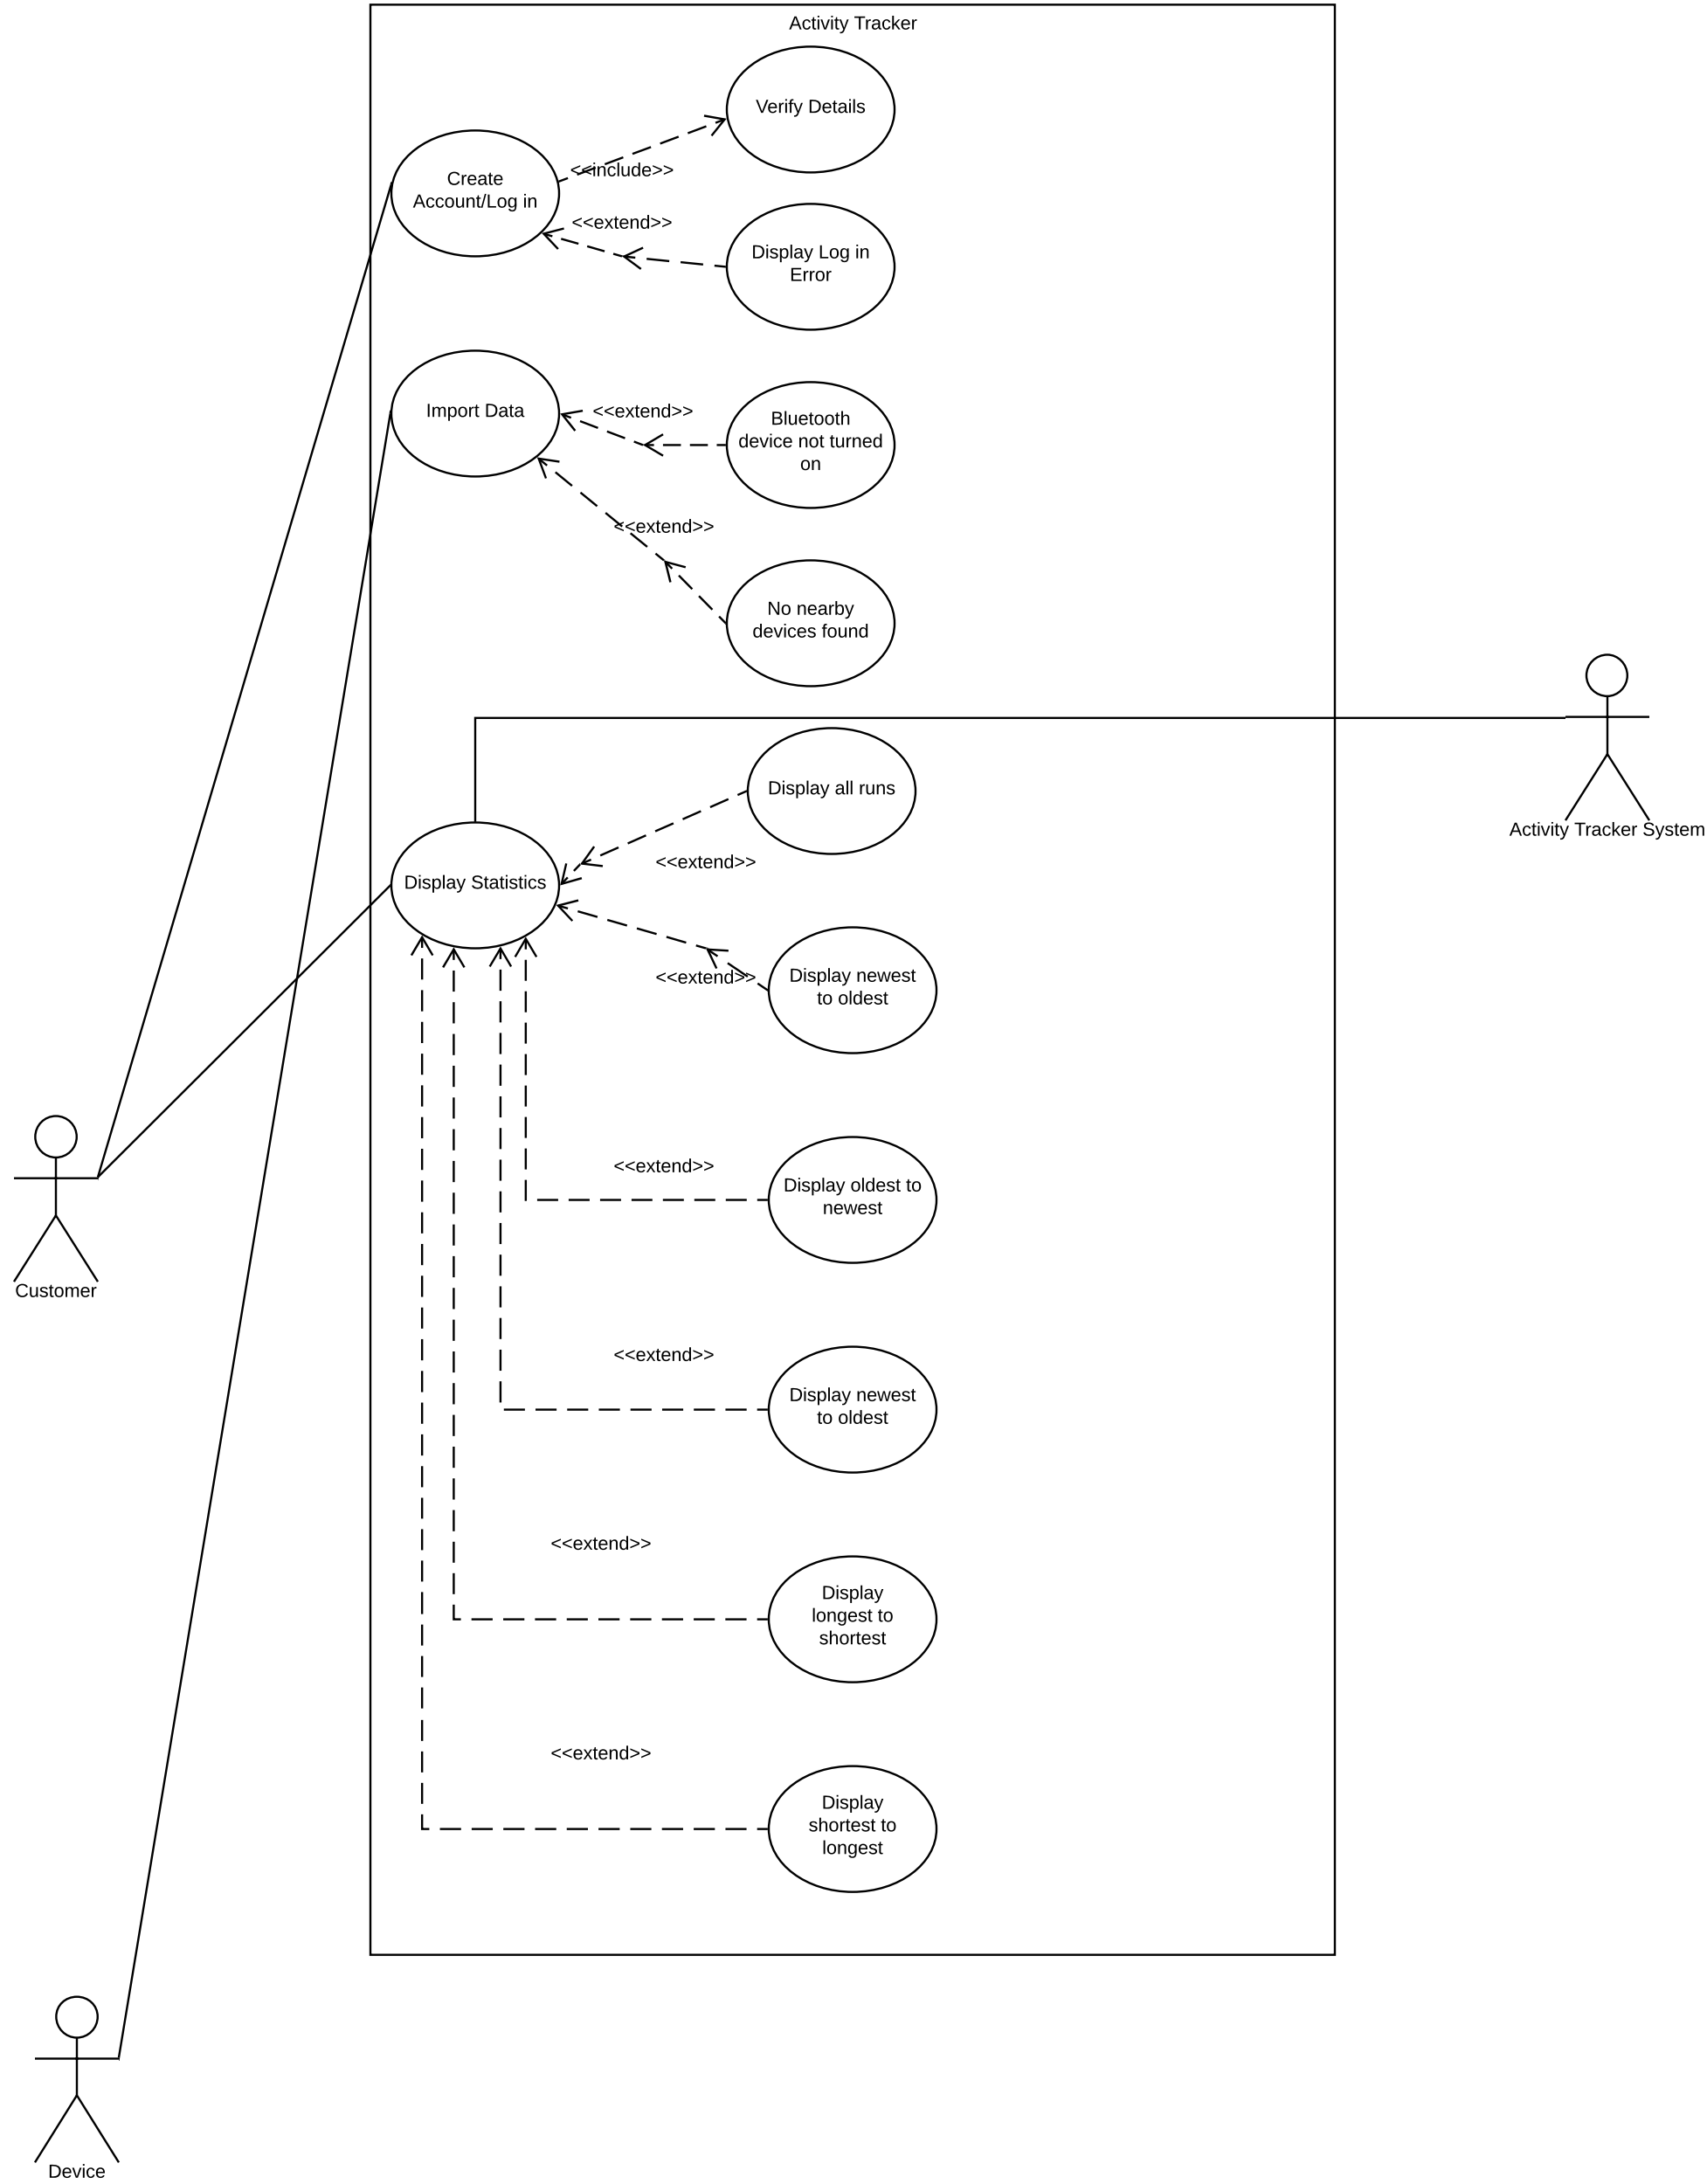 Activity Tracker
Verify Details
Create
Account/Log in
<<include>>
<<extend>>
Display Log in
Error
Import Data
<<extend>>
Bluetooth
device not turned
on
<<extend>>
No nearby
devices found
Display all runs
Activity Tracker System
<<extend>>
Display Statistics
<<extend>>
Display newest
to oldest
<<extend>>
Display oldest to
newest
Customer
<<extend>>
Display newest
to oldest
<<extend>>
Display
longest to
shortest
<<extend>>
Display
shortest to
longest
Device